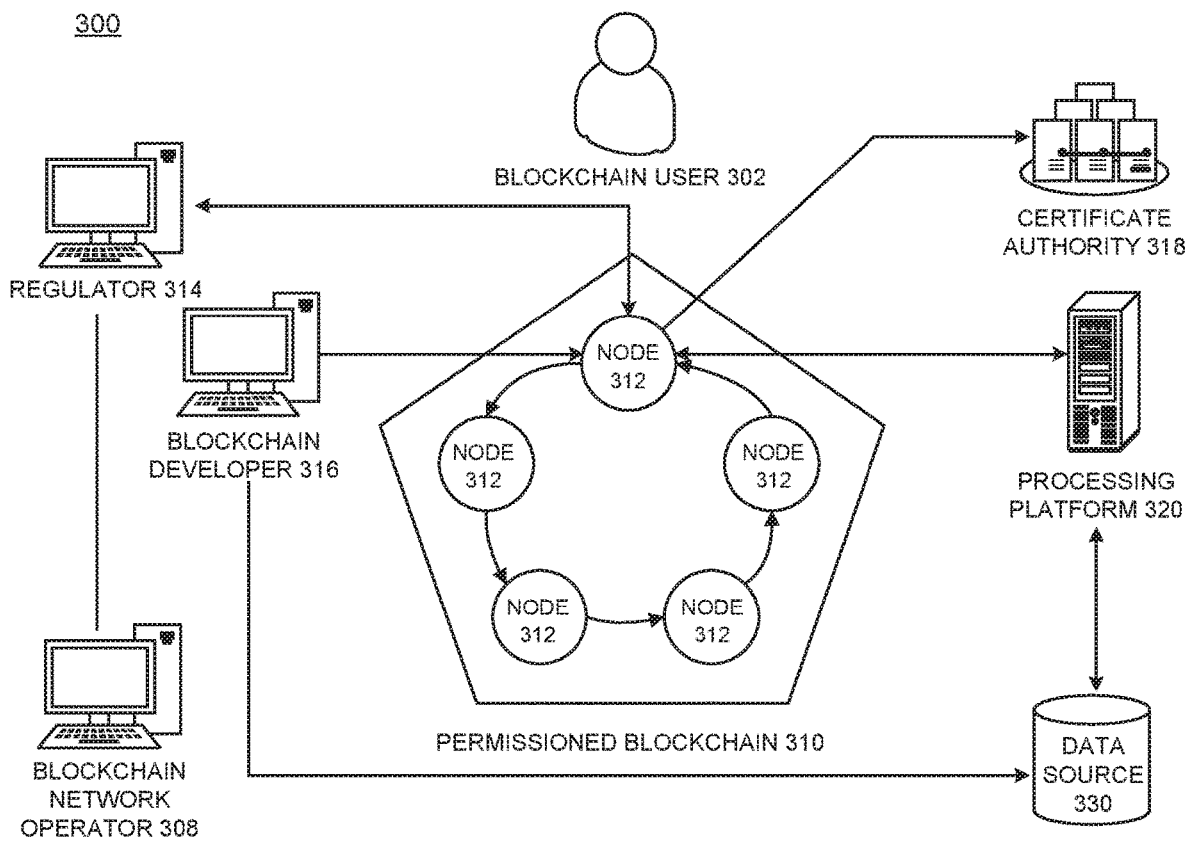 300
BLOCKCHAIN USER 302
CERTIFICATE
AUTHORITY 318
REGULATOR 314
NODE
312
BLOCKCHAIN
DEVELOPER 316
NODE
312
NODE
312
PROCESSING
PLATFORM 320
NODE
312
NODE
312
PERMISSIONED BLOCKCHAIN 310
DATA
SOURCE
330
BLOCKCHAIN
NETWORK
OPERATOR 308